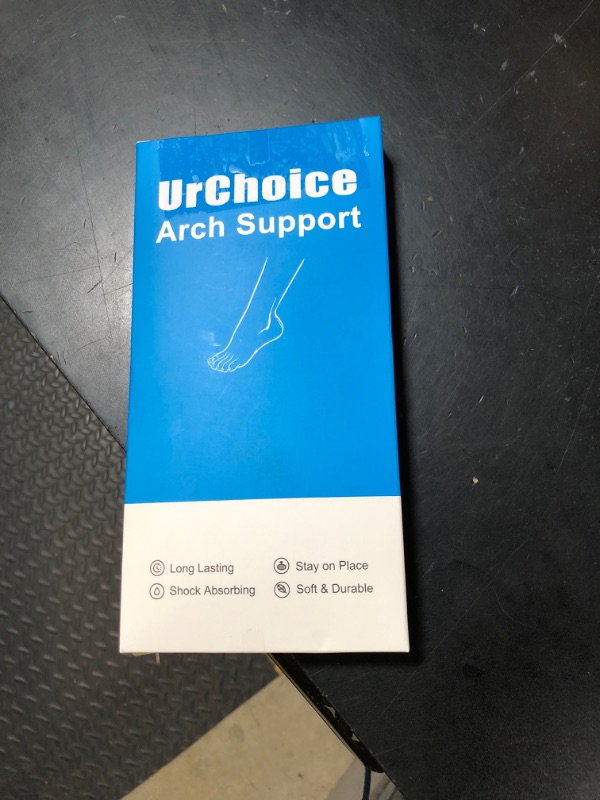 UrChoice
Arch Support
Long Lasting
Stay on Place
Shock Absorbing
Soft & Durable